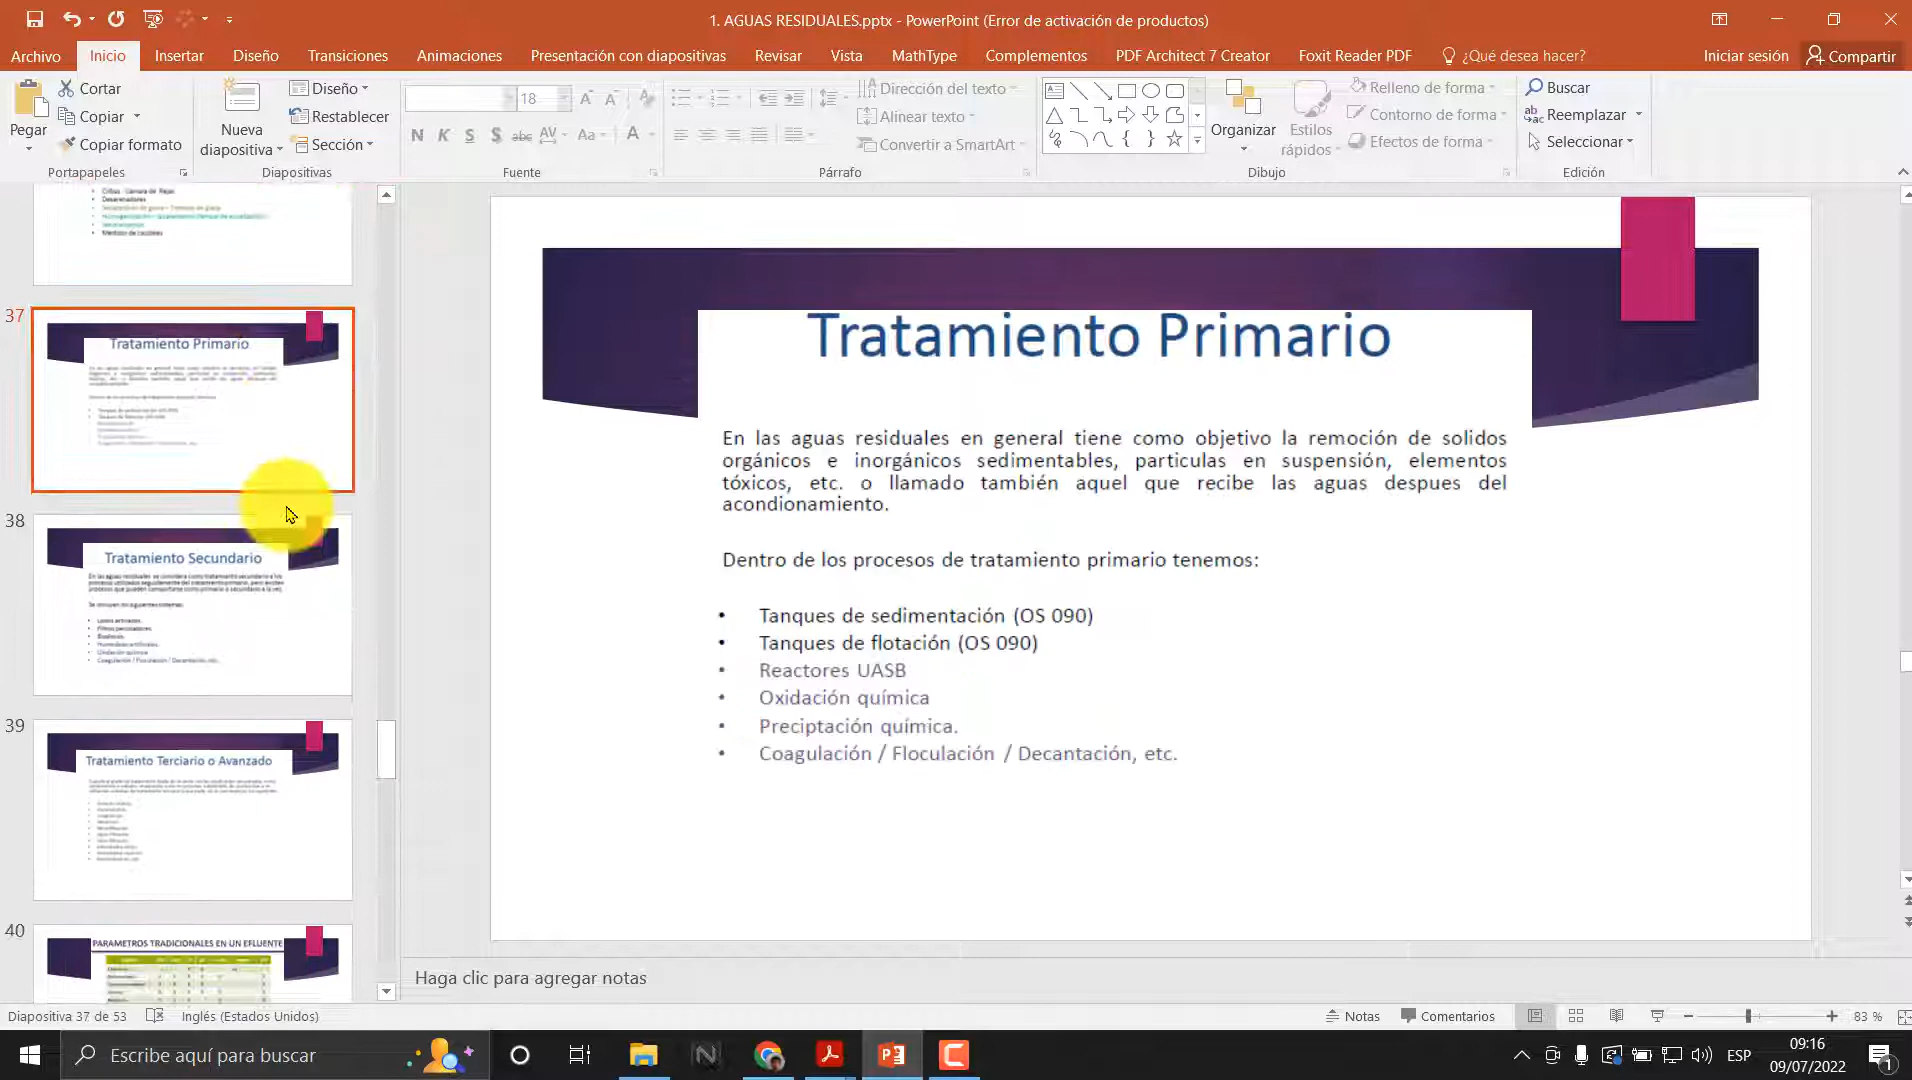 1. AGUAS RESIDUALES.pptx - PowerPoint (Error de activación de productos)
Archivo
Inicio
Insertar
Diseño
Transiciones
Animaciones
Presentación con diapositivas
Revisar
Vista
MathType
Complementos
PDF Architect 7 Creator
Foxit Reader PDF
¿Qué desea hacer?
Iniciar sesión
Compartir
Pegar
Cortar
Copiar
Copiar formato
Portapapeles
Nueva
diapositiva
Diseño
Restablecer
Sección
Diapositivas
18
N K S S abc AV Aa A
Fuente
Dirección del texto
Alinear texto
Convertir a SmartArt
Párrafo
Organizar
Estilos
rápidos
Relleno de forma
Contorno de forma
Efectos de forma
Dibujo
Buscar
Reemplazar
Seleccionar
Edición
Desarenadores
37
Tratamiento Primario
38
Tratamiento Secundario
39
Tratamiento Terciario o Avanzado
40
PARAMETROS TRADICIONALES EN UN EFLUENTE
Tratamiento Primario
En las aguas residuales en general tiene como objetivo la remoción de solidos
orgánicos e inorgánicos sedimentables, particulas en suspensión, elementos
tóxicos, etc. o llamado también aquel que recibe las aguas despues del
acondionamiento.
Dentro de los procesos de tratamiento primario tenemos:
• Tanques de sedimentación (OS 090)
• Tanques de flotación (OS 090)
• Reactores UASB
• Oxidación química
• Preciptación química.
• Coagulación / Floculación / Decantación, etc.
Haga clic para agregar notas
Diapositiva 37 de 53
Inglés (Estados Unidos)
Notas
Comentarios
83 %
Escribe aquí para buscar
ESP
09:16
09/07/2022
1